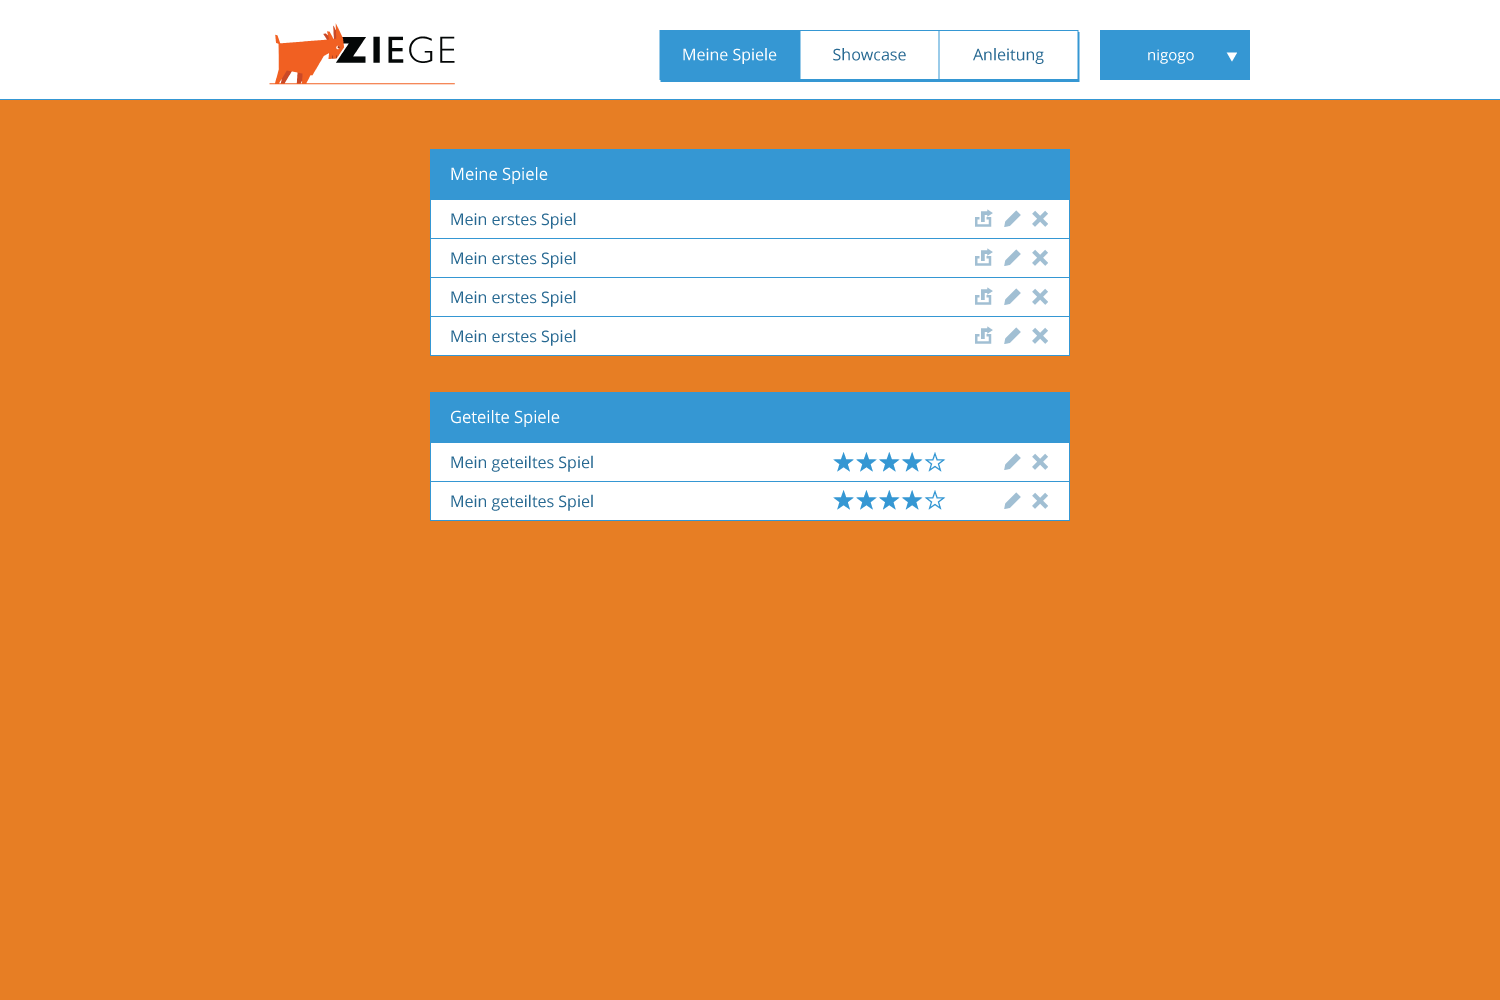 ZIEGE
Meine Spiele
Showcase
Anleitung
nigogo
Meine Spiele
Mein erstes Spiel
Mein erstes Spiel
Mein erstes Spiel
Mein erstes Spiel
Geteilte Spiele
Mein geteiltes Spiel
Mein geteiltes Spiel